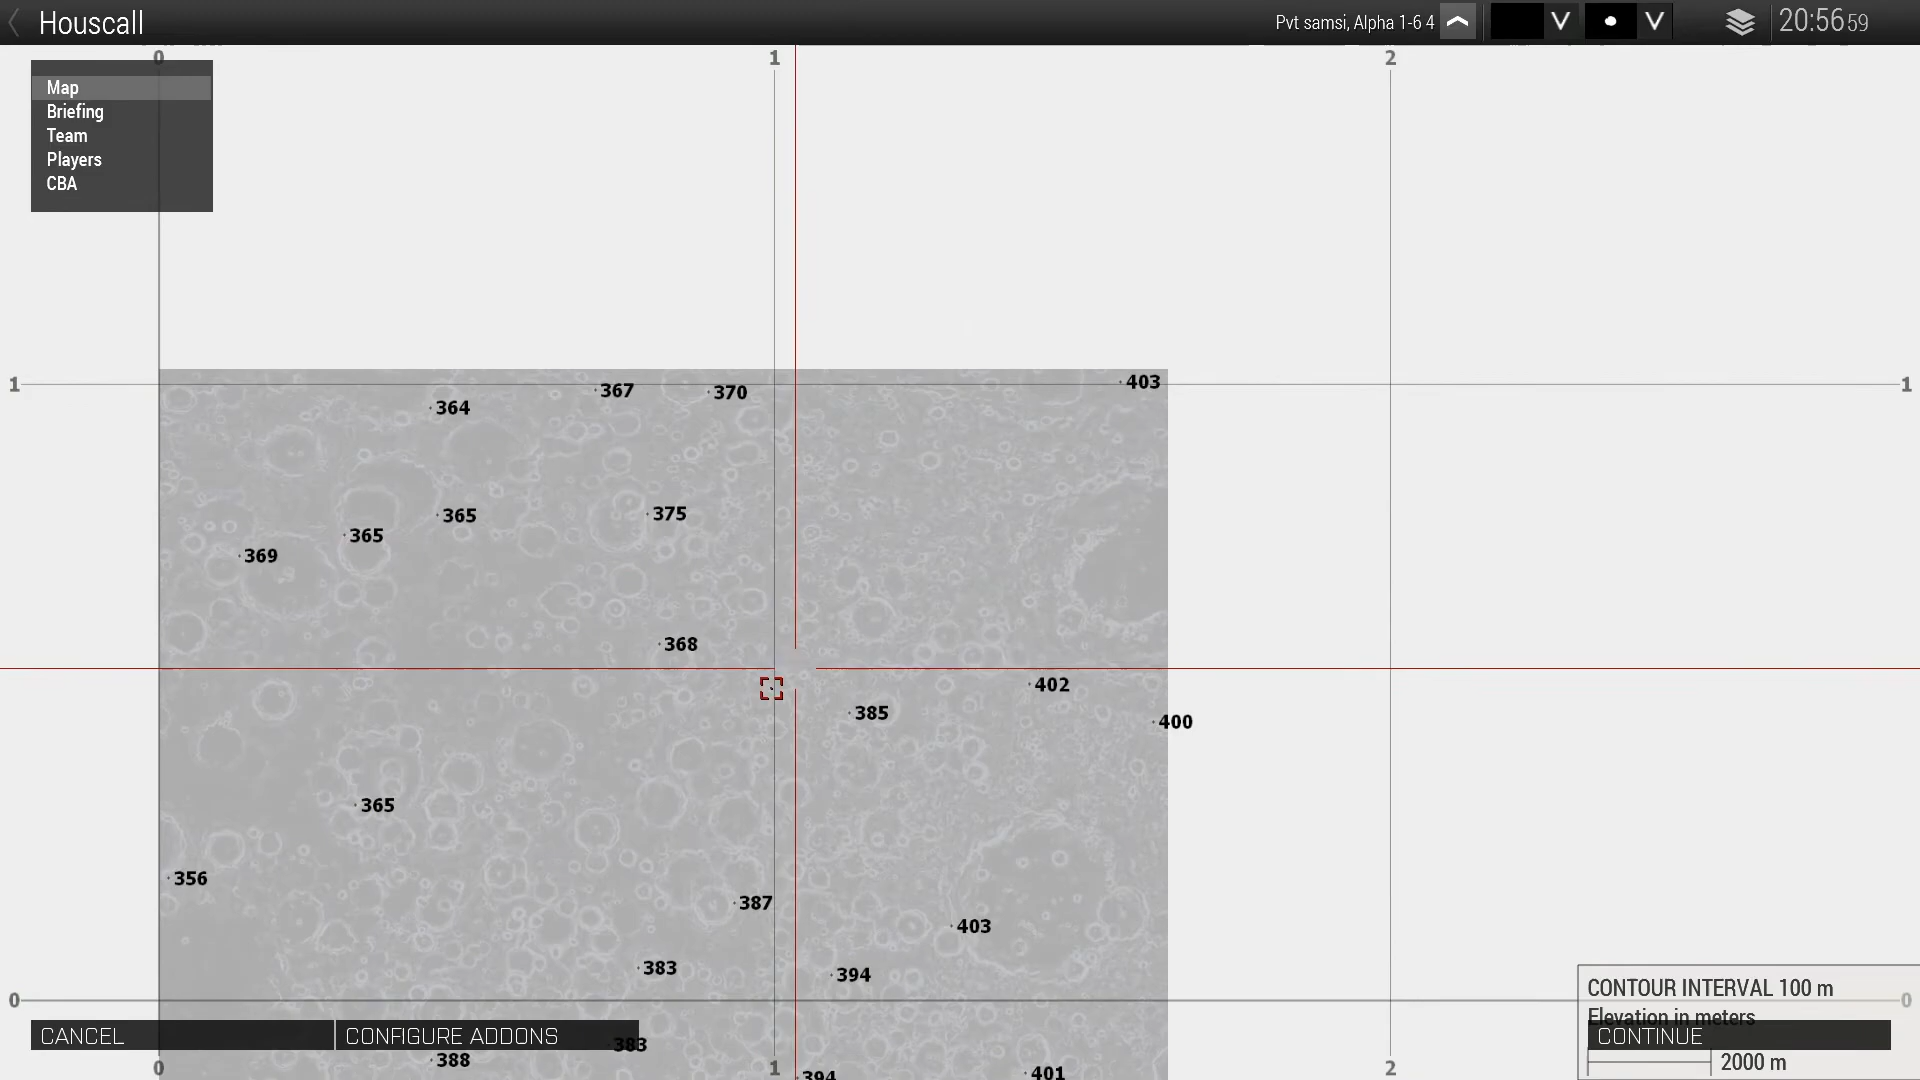 Houscall
Pvt samsi, Alpha 1-6 4
V
V
20:56 59
0
1
2
Map
Briefing
Team
Players
CBA
1
1
403
367
370
364
365
375
365
369
368
402
385
400
365
356
387
403
383
394
0
0
CONTOUR INTERVAL 100 m
Elevation in meters
CANCEL
CONFIGURE ADDONS
CONTINUE
383
388
2000 m
0
1
2
394
401